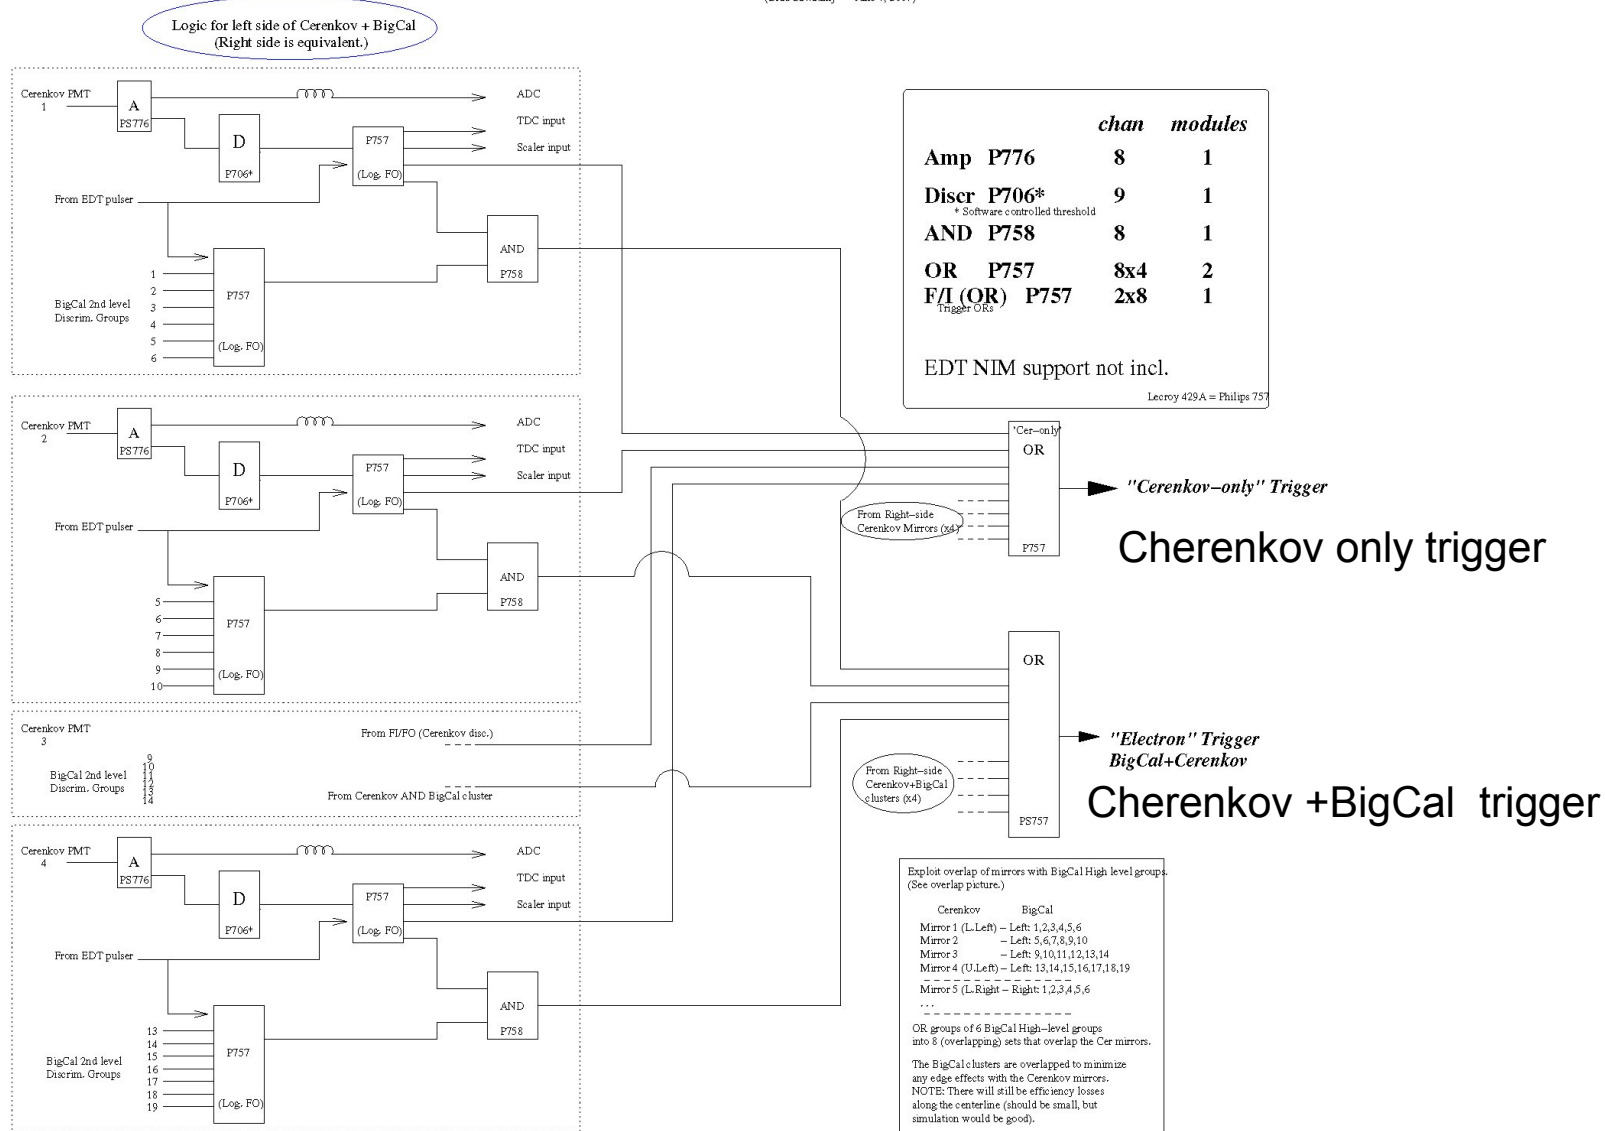 Logic for left side of Cerenkov + BigCal
(Right side is equivalent.)
Cerenkov PMT
1
A
PS776
D
P706*
P757
(Log. FO)
ADC
TDC input
Scaler input
From EDT pulser
1
2
3
4
5
6
BigCal 2nd level
Discrim. Groups
P757
(Log. FO)
AND
P758
Cerenkov PMT
2
A
PS776
D
P706*
P757
(Log. FO)
ADC
TDC input
Scaler input
From EDT pulser
5
6
7
8
9
10
P757
(Log. FO)
AND
P758
Cerenkov PMT
3
9
10
11
12
13
14
BigCal 2nd level
Discrim. Groups
From FI/FO (Cerenkov disc.)
From Cerenkov AND BigCal cluster
Cerenkov PMT
4
A
PS776
D
P706*
P757
(Log. FO)
ADC
TDC input
Scaler input
From EDT pulser
13
14
15
16
17
18
19
BigCal 2nd level
Discrim. Groups
P757
(Log. FO)
AND
P758
chan modules
Amp P776 8 1
Discr P706* 9 1
* Software controlled threshold
AND P758 8 1
OR P757 8x4 2
F/I (OR) P757 2x8 1
Trigger ORs
EDT NIM support not incl.
Lecroy 429A = Philips 757
'Cer-only'
OR
P757
From Right-side
Cerenkov Mirrors (x4)
"Cerenkov-only" Trigger
Cherenkov only trigger
OR
PS757
From Right-side
Cerenkov+BigCal
clusters (x4)
"Electron" Trigger
BigCal+Cerenkov
Cherenkov +BigCal trigger
Exploit overlap of mirrors with BigCal High level groups.
(See overlap picture.)
Cerenkov BigCal
Mirror 1 (L.Left) – Left: 1,2,3,4,5,6
Mirror 2 – Left: 5,6,7,8,9,10
Mirror 3 – Left: 9,10,11,12,13,14
Mirror 4 (U.Left) – Left: 13,14,15,16,17,18,19
Mirror 5 (L.Right – Right: 1,2,3,4,5,6
. . .
OR groups of 6 BigCal High-level groups
into 8 (overlapping) sets that overlap the Cer mirrors.
The BigCal clusters are overlapped to minimize
any edge effects with the Cerenkov mirrors.
NOTE: There will still be efficiency losses
along the centerline (should be small, but
simulation would be good).